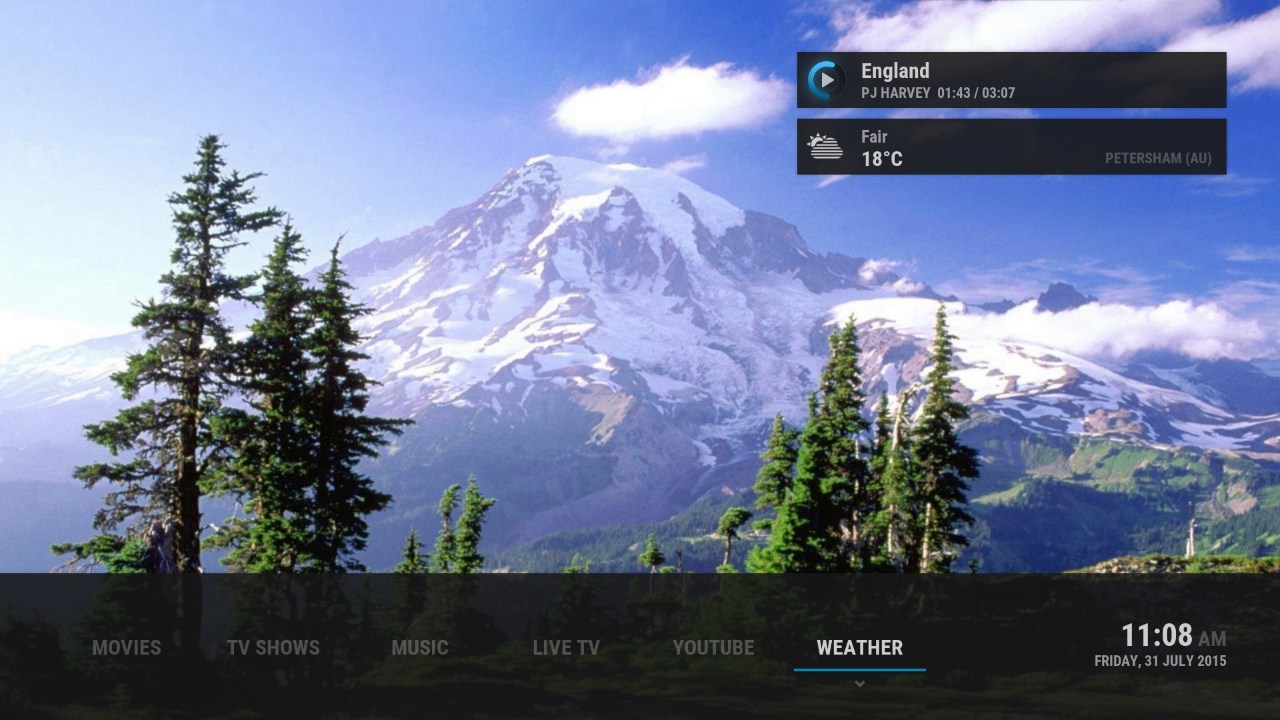 England
PJ HARVEY 01:43 / 03:07
Fair
18°C
PETERSHAM (AU)
MOVIES TV SHOWS MUSIC LIVE TV YOUTUBE WEATHER
11:08 AM
FRIDAY, 31 JULY 2015